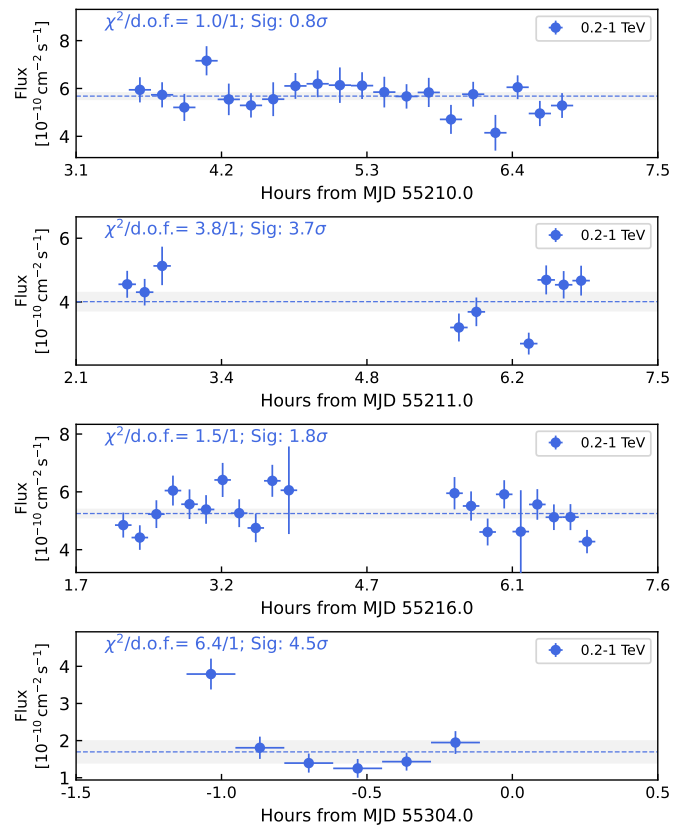 χ²/d.o.f.= 1.0/1; Sig: 0.8σ
0.2-1 TeV
Flux
[10⁻¹⁰ cm⁻² s⁻¹]
8
6
4
3.1 4.2 5.3 6.4 7.5
Hours from MJD 55210.0
χ²/d.o.f.= 3.8/1; Sig: 3.7σ
0.2-1 TeV
Flux
[10⁻¹⁰ cm⁻² s⁻¹]
6
4
2.1 3.4 4.8 6.2 7.5
Hours from MJD 55211.0
χ²/d.o.f.= 1.5/1; Sig: 1.8σ
0.2-1 TeV
Flux
[10⁻¹⁰ cm⁻² s⁻¹]
8
6
4
1.7 3.2 4.7 6.1 7.6
Hours from MJD 55216.0
χ²/d.o.f.= 6.4/1; Sig: 4.5σ
0.2-1 TeV
Flux
[10⁻¹⁰ cm⁻² s⁻¹]
4
3
2
1
-1.5 -1.0 -0.5 0.0 0.5
Hours from MJD 55304.0